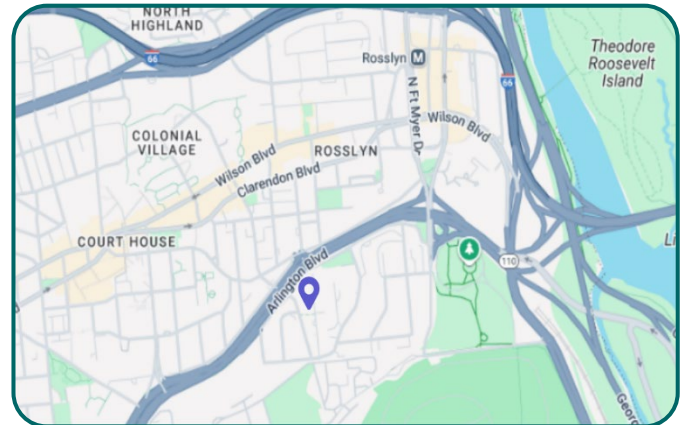 NORTH
HIGHLAND
66
Theodore
Roosevelt
Island
Rosslyn M
66
N Ft Myer Dr
Wilson Blvd
COLONIAL
VILLAGE
ROSSLYN
Wilson Blvd
Clarendon Blvd
COURT HOUSE
110
Arlington Blvd